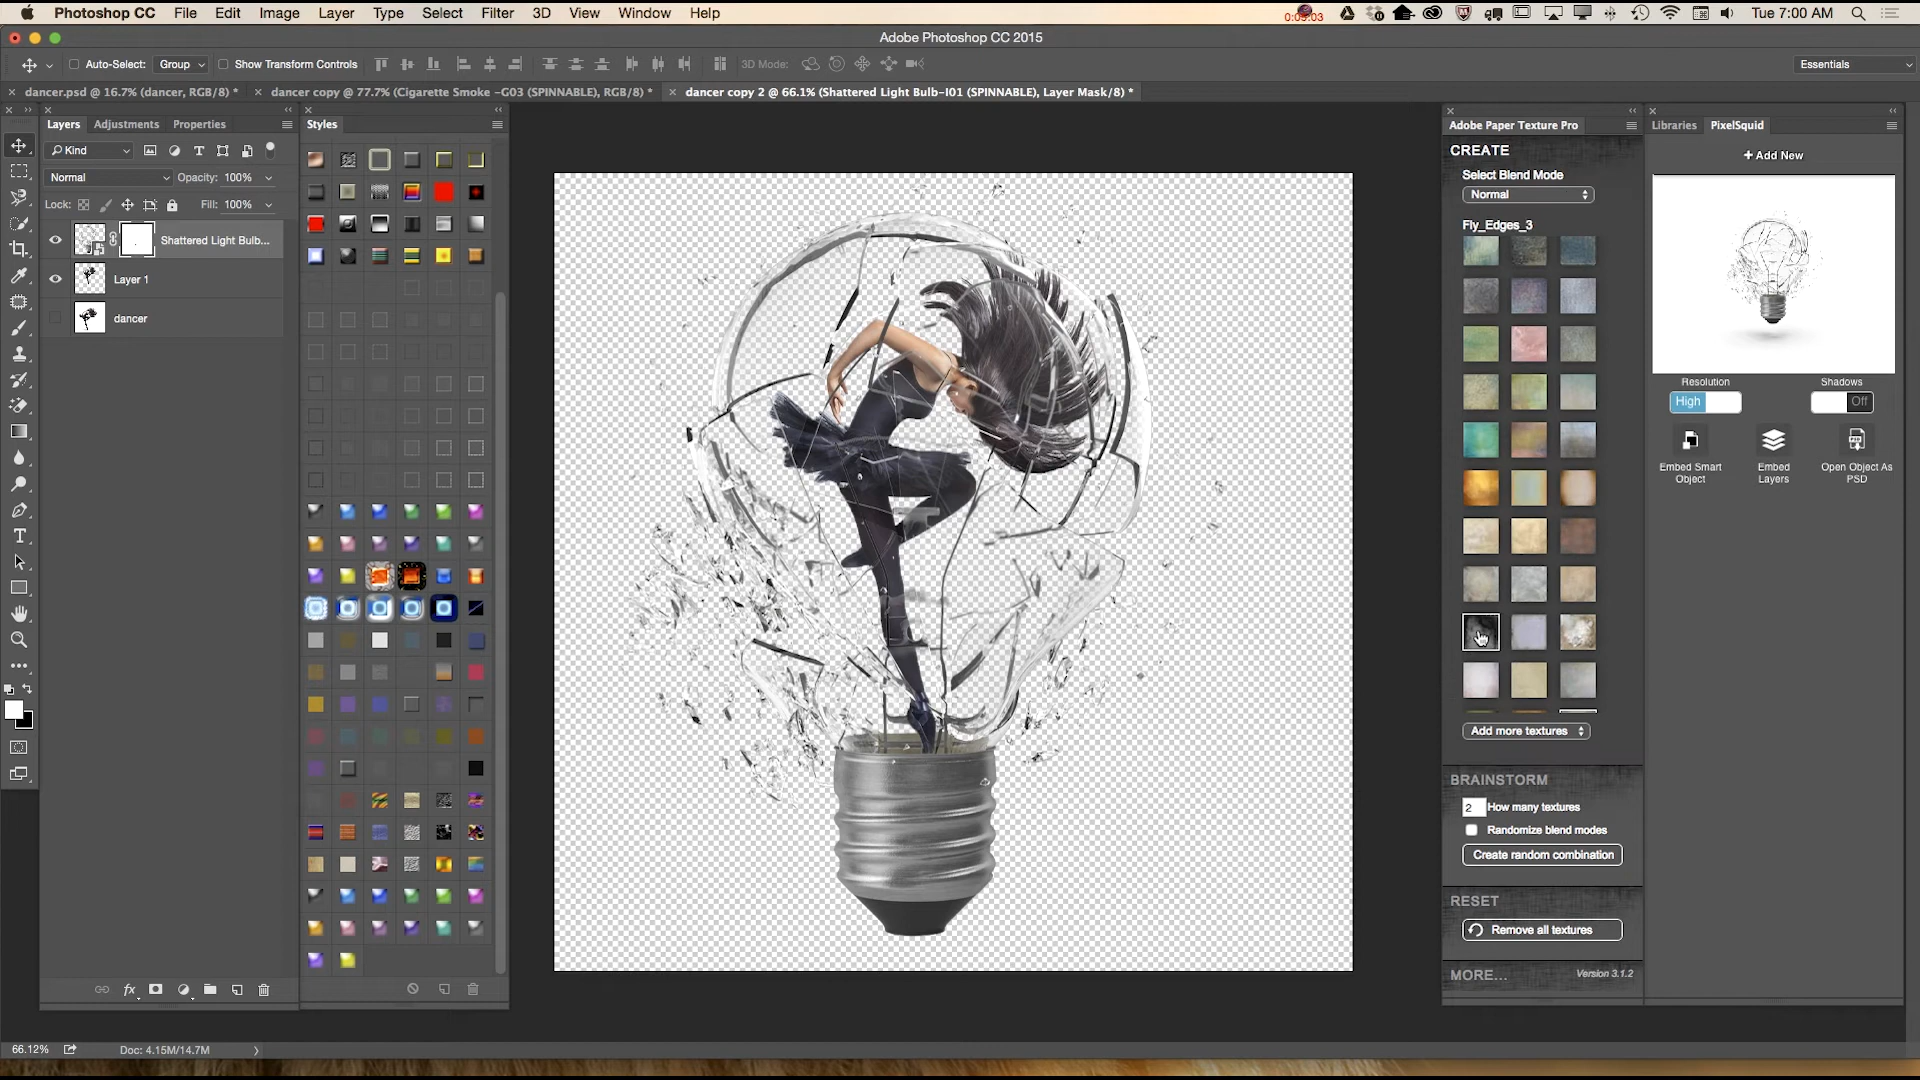 Photoshop CC File Edit Image Layer Type Select Filter 3D View Window Help
Tue 7:00 AM
Adobe Photoshop CC 2015
Auto-Select: Group Show Transform Controls 3D Mode: Essentials
dancer.psd @ 16.7% (dancer, RGB/8) * dancer copy @ 77.7% (Cigarette Smoke -G03 (SPINNABLE), RGB/8) * dancer copy 2 @ 66.1% (Shattered Light Bulb-I01 (SPINNABLE), Layer Mask/8) *
Layers Adjustments Properties
Kind
Normal Opacity: 100%
Lock: Fill: 100%
Shattered Light Bulb...
Layer 1
dancer
Styles
Adobe Paper Texture Pro
CREATE
Select Blend Mode
Normal
Fly_Edges_3
Add more textures
BRAINSTORM
2 How many textures
Randomize blend modes
Create random combination
RESET
Remove all textures
MORE... Version 3.1.2
Libraries PixelSquid
+ Add New
Resolution Shadows
High Off
Embed Smart Object
Embed Layers
Open Object As PSD
66.12% Doc: 4.15M/14.7M